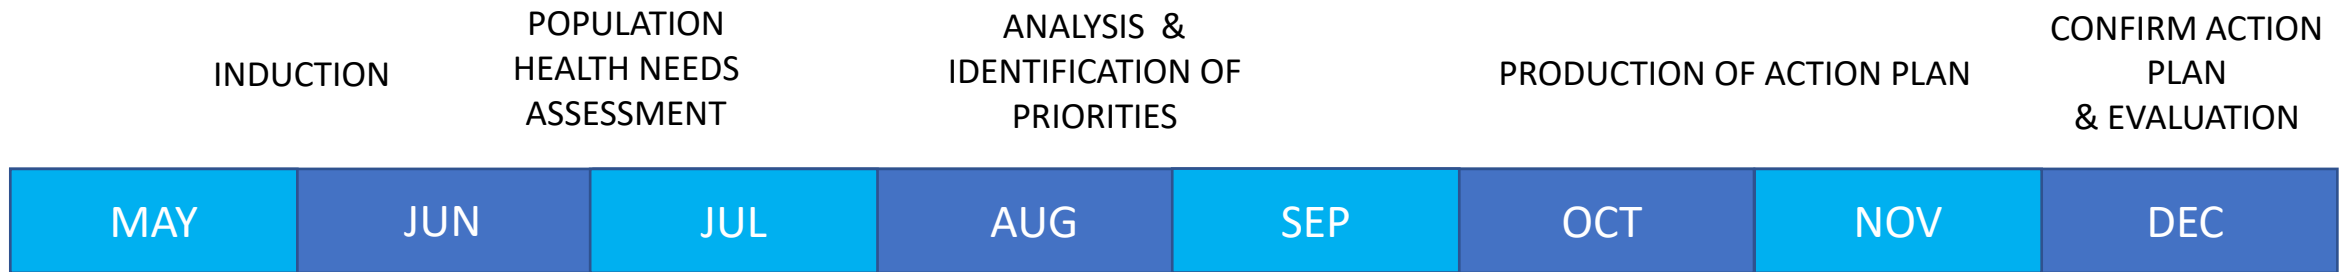 INDUCTION
POPULATION
HEALTH NEEDS
ASSESSMENT
ANALYSIS  &
IDENTIFICATION OF
PRIORITIES
PRODUCTION OF ACTION PLAN
CONFIRM ACTION
PLAN
& EVALUATION
MAY
JUN
JUL
AUG
SEP
OCT
NOV
DEC